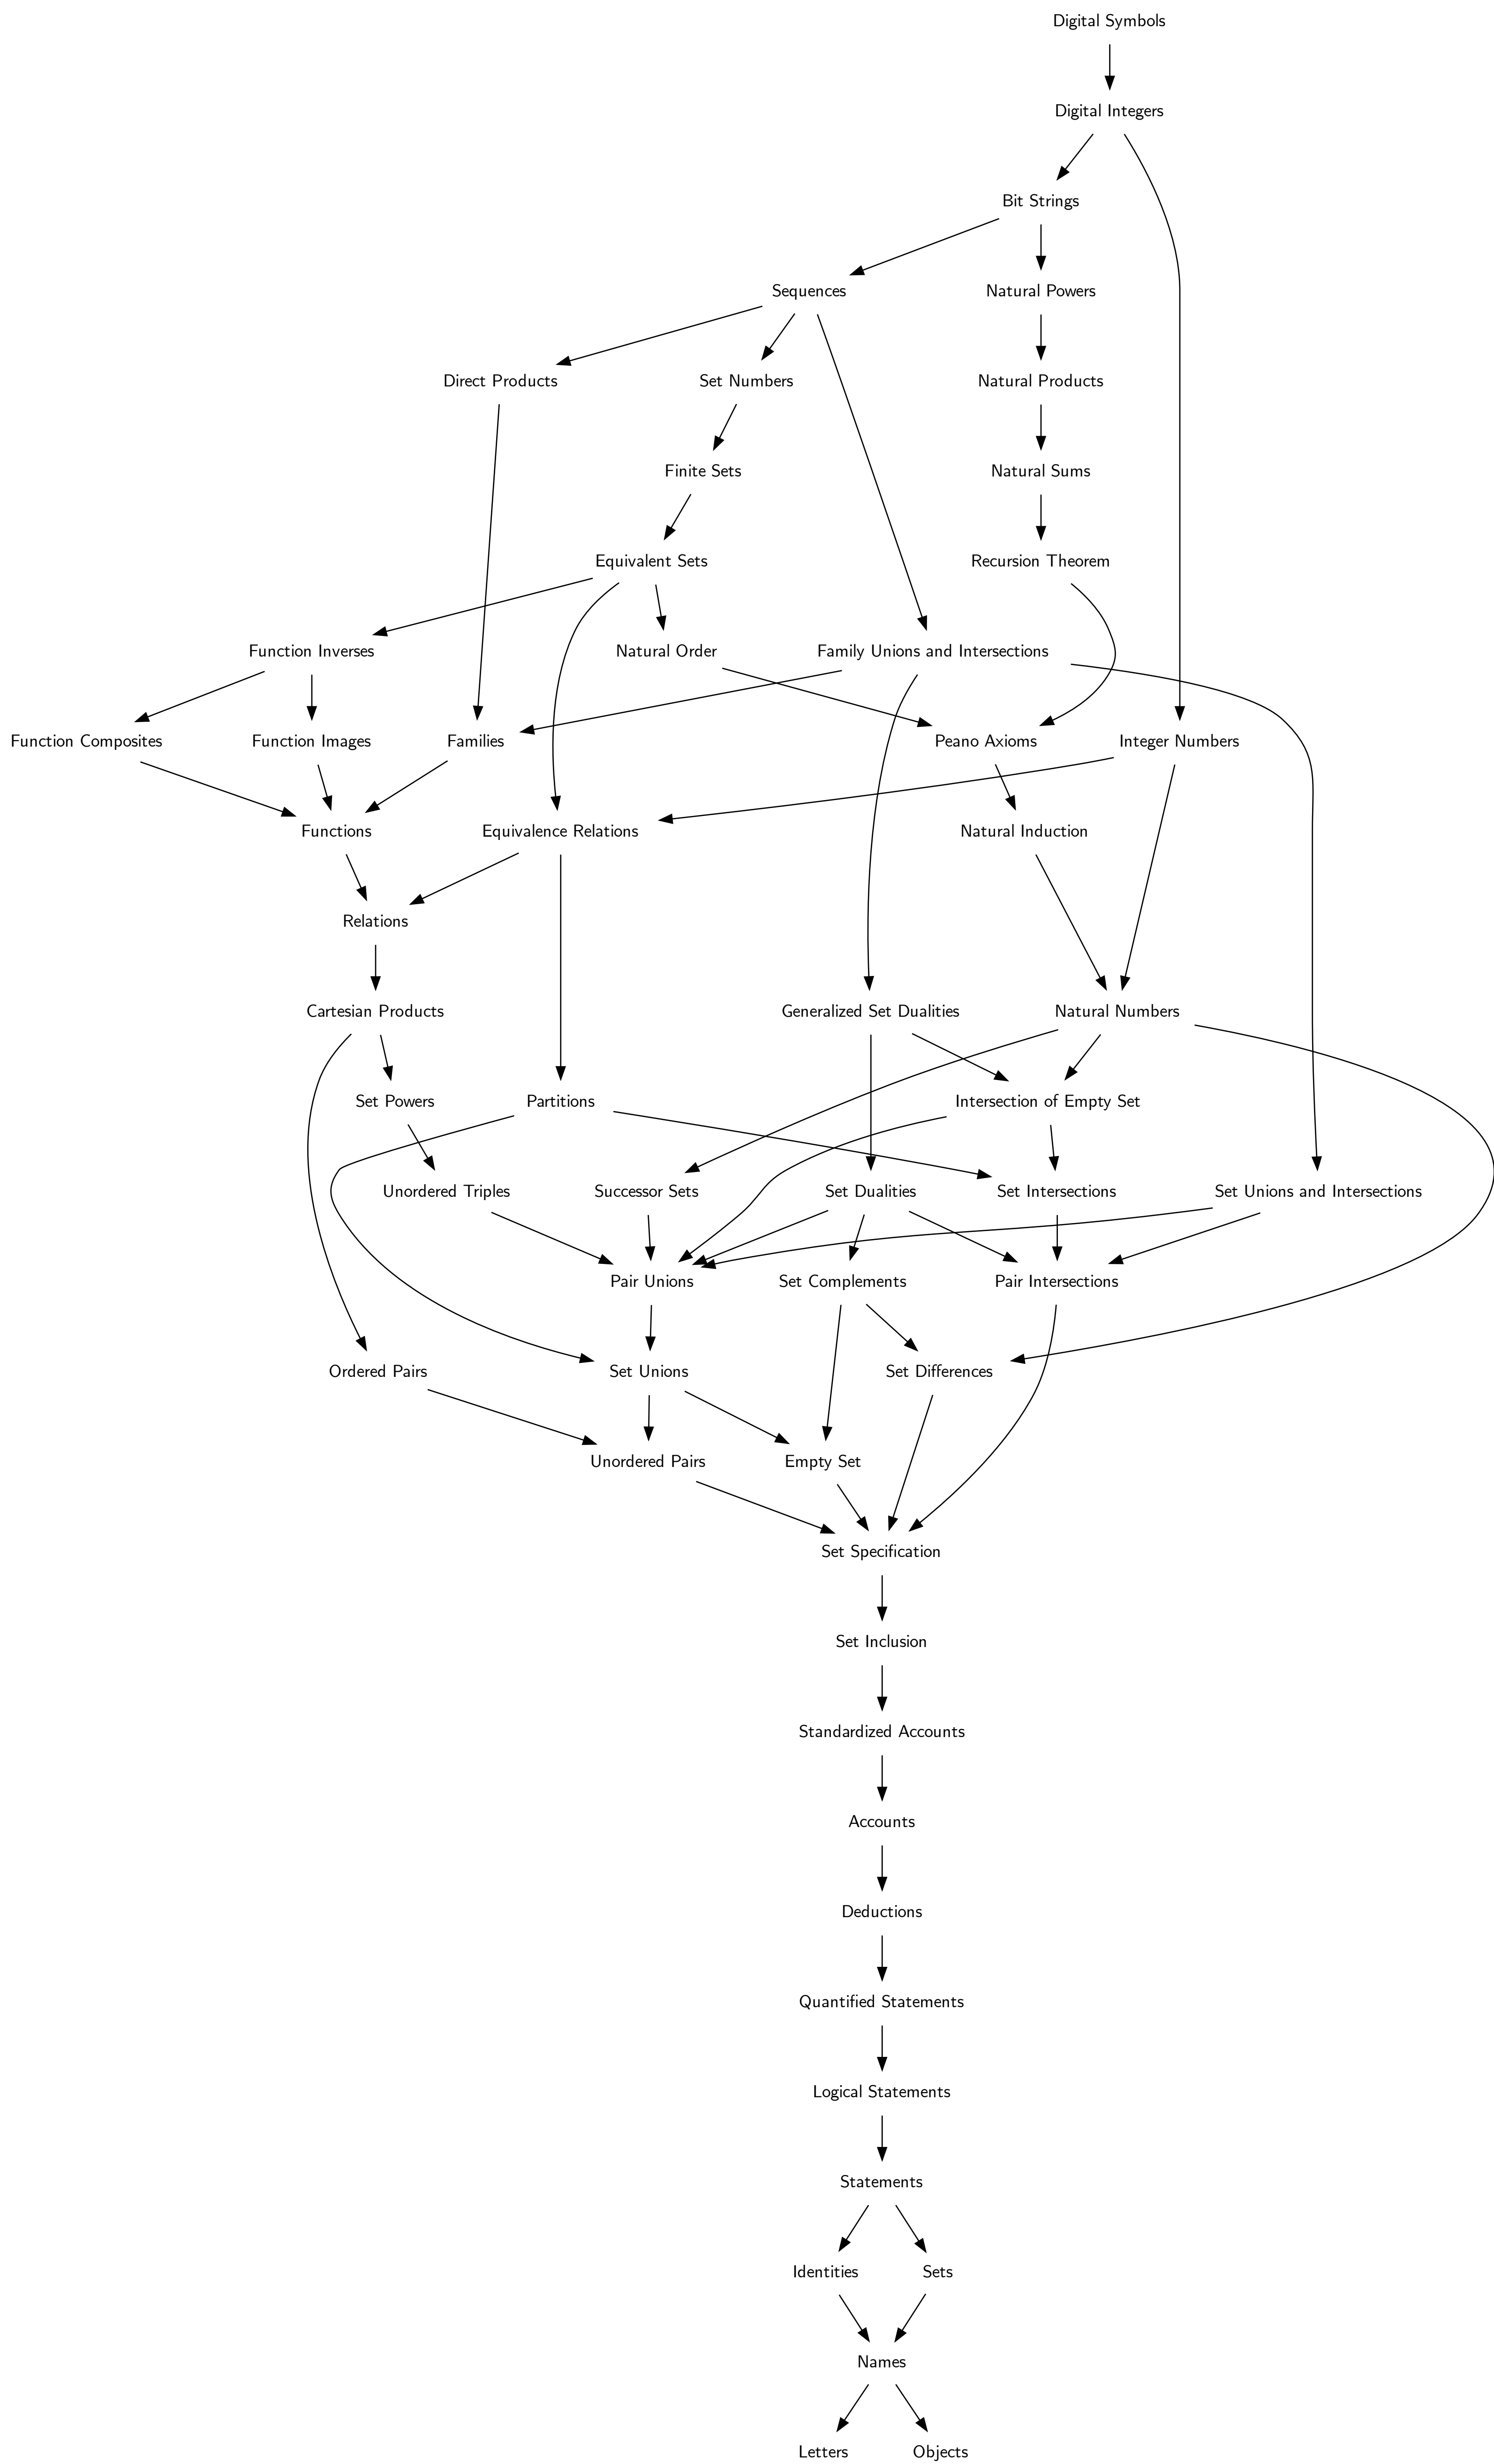 Digital Symbols
Digital Integers
Bit Strings
Sequences
Natural Powers
Direct Products
Set Numbers
Natural Products
Finite Sets
Natural Sums
Equivalent Sets
Recursion Theorem
Function Inverses
Natural Order
Family Unions and Intersections
Function Composites
Function Images
Families
Peano Axioms
Integer Numbers
Functions
Equivalence Relations
Natural Induction
Relations
Cartesian Products
Generalized Set Dualities
Natural Numbers
Set Powers
Partitions
Intersection of Empty Set
Unordered Triples
Successor Sets
Set Dualities
Set Intersections
Set Unions and Intersections
Pair Unions
Set Complements
Pair Intersections
Ordered Pairs
Set Unions
Set Differences
Unordered Pairs
Empty Set
Set Specification
Set Inclusion
Standardized Accounts
Accounts
Deductions
Quantified Statements
Logical Statements
Statements
Identities
Sets
Names
Letters
Objects